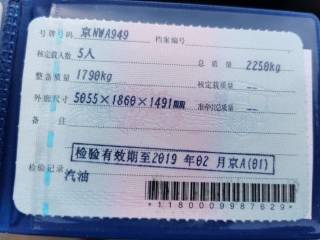 号牌号码 京NWA949 档案编号
核定载人数 5人 总质量 2250kg
整备质量 1790kg 核定载质量 --
外廓尺寸 5055×1860×1491mm 准牵引总质量 --
备注
检验有效期至2019 年 02 月京A(01)
检验记录
汽油
*1180009987629*